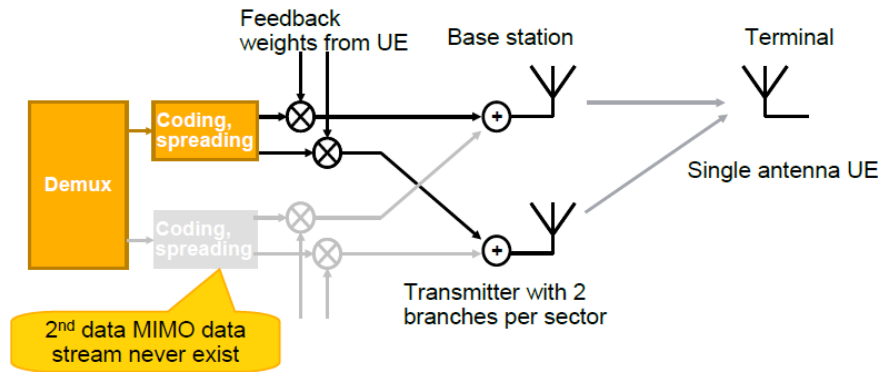 Feedback
weights from UE
Base station
Terminal
Coding,
spreading
Demux
Single antenna UE
Coding,
spreading
Transmitter with 2
branches per sector
2nd data MIMO data
stream never exist